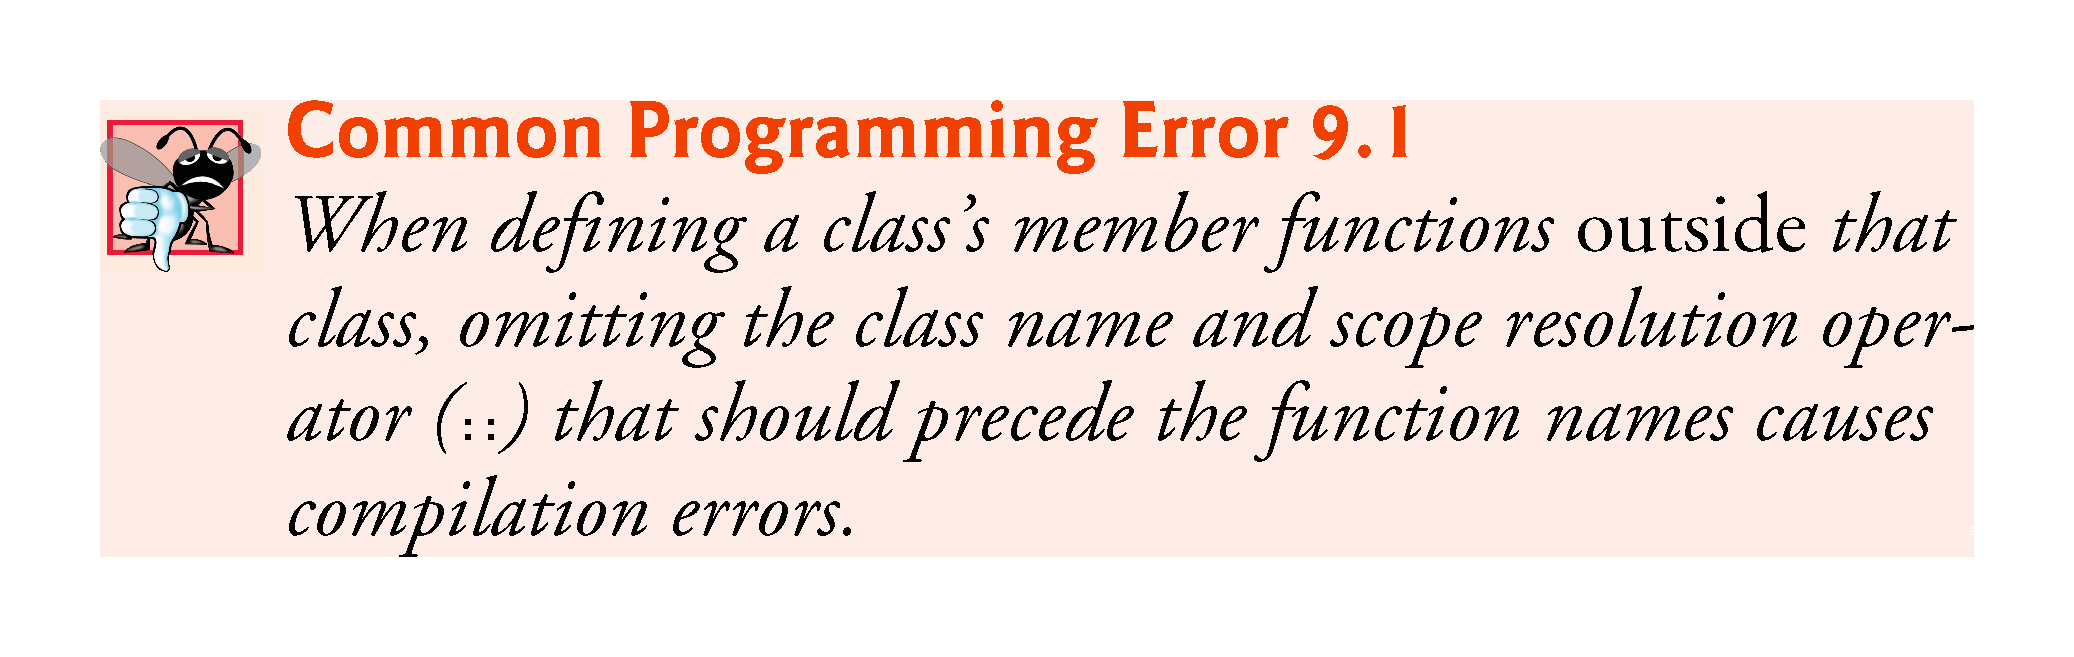 Common Programming Error 9.1
When defining a class’s member functions outside that
class, omitting the class name and scope resolution oper-
ator (::) that should precede the function names causes
compilation errors.